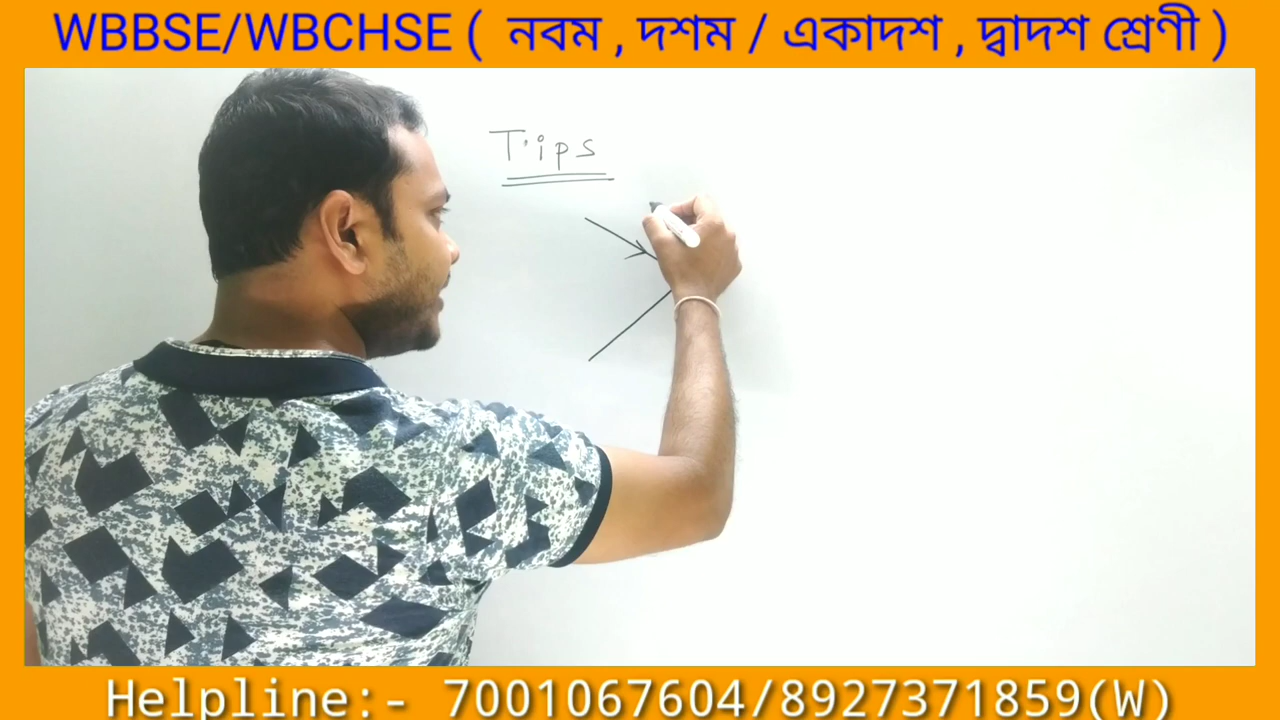 WBBSE/WBCHSE ( নবম , দশম / একাদশ , দ্বাদশ শ্রেণী )
Tips
Helpline:- 7001067604/8927371859(W)